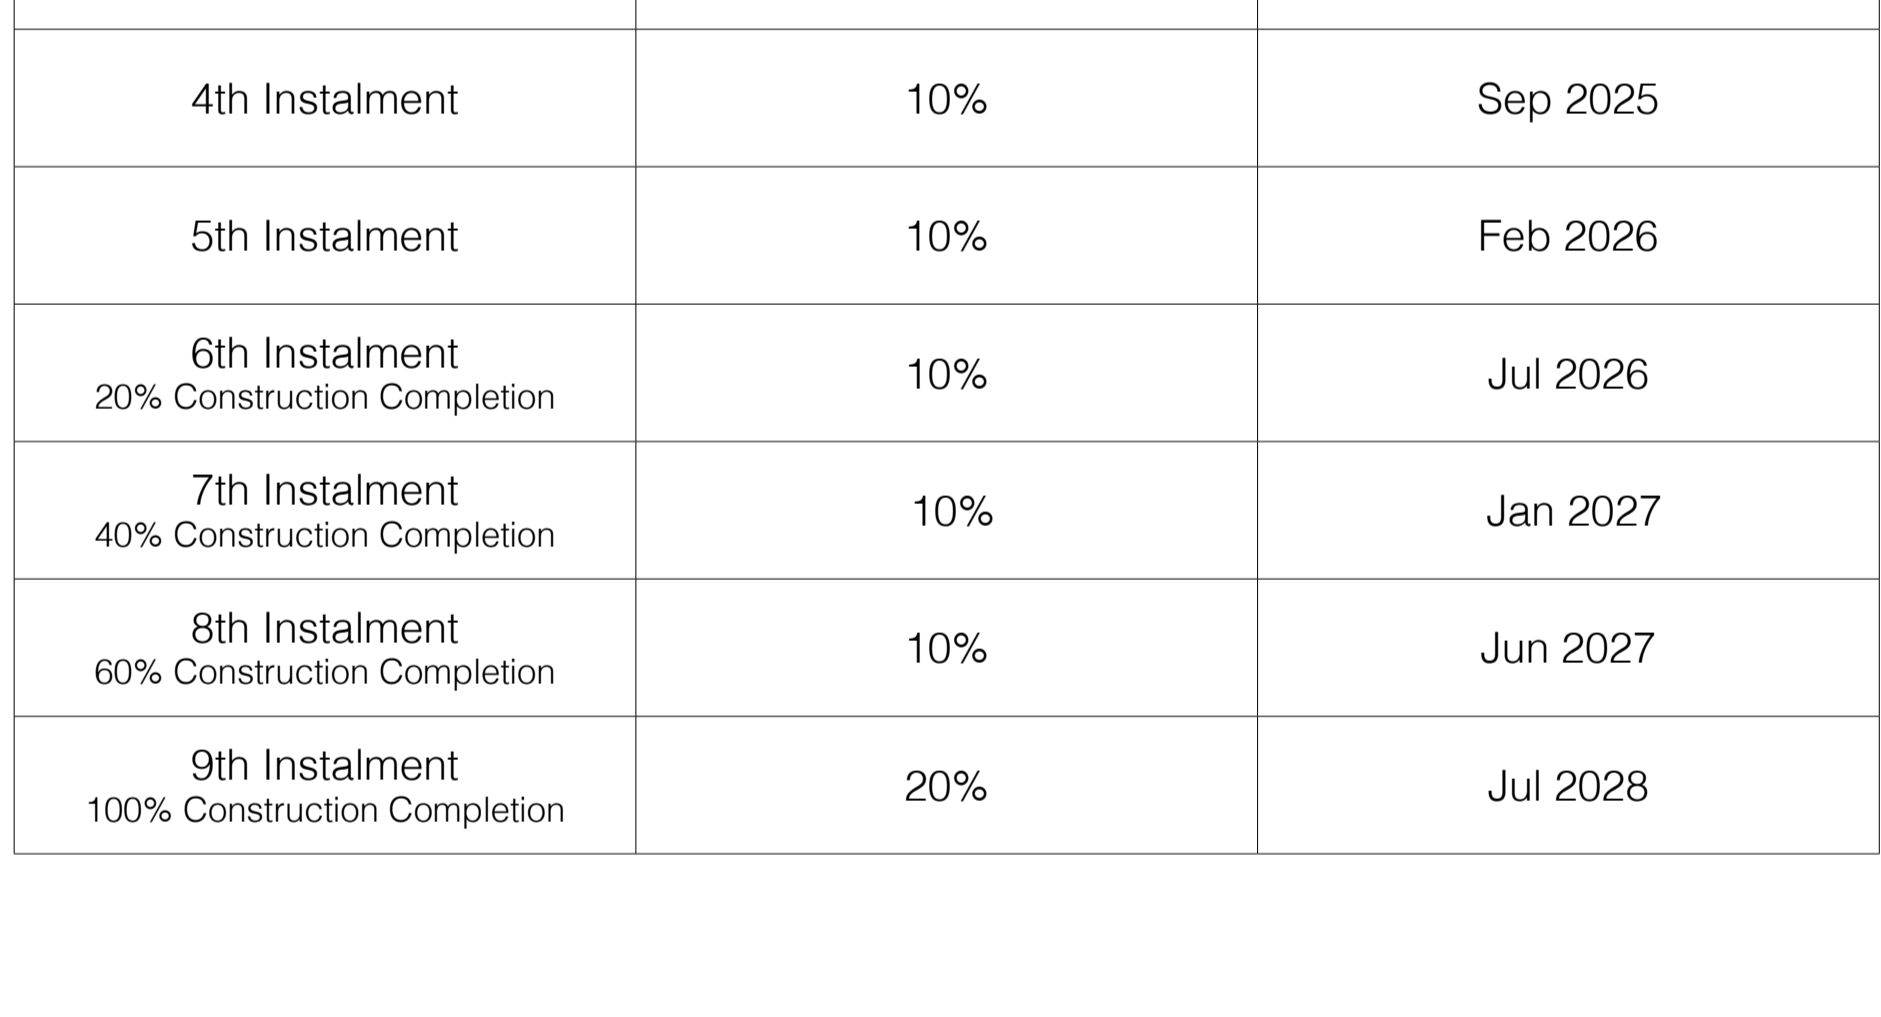 4th Instalment 10% Sep 2025
5th Instalment 10% Feb 2026
6th Instalment
20% Construction Completion
10% Jul 2026
7th Instalment
40% Construction Completion
10% Jan 2027
8th Instalment
60% Construction Completion
10% Jun 2027
9th Instalment
100% Construction Completion
20% Jul 2028